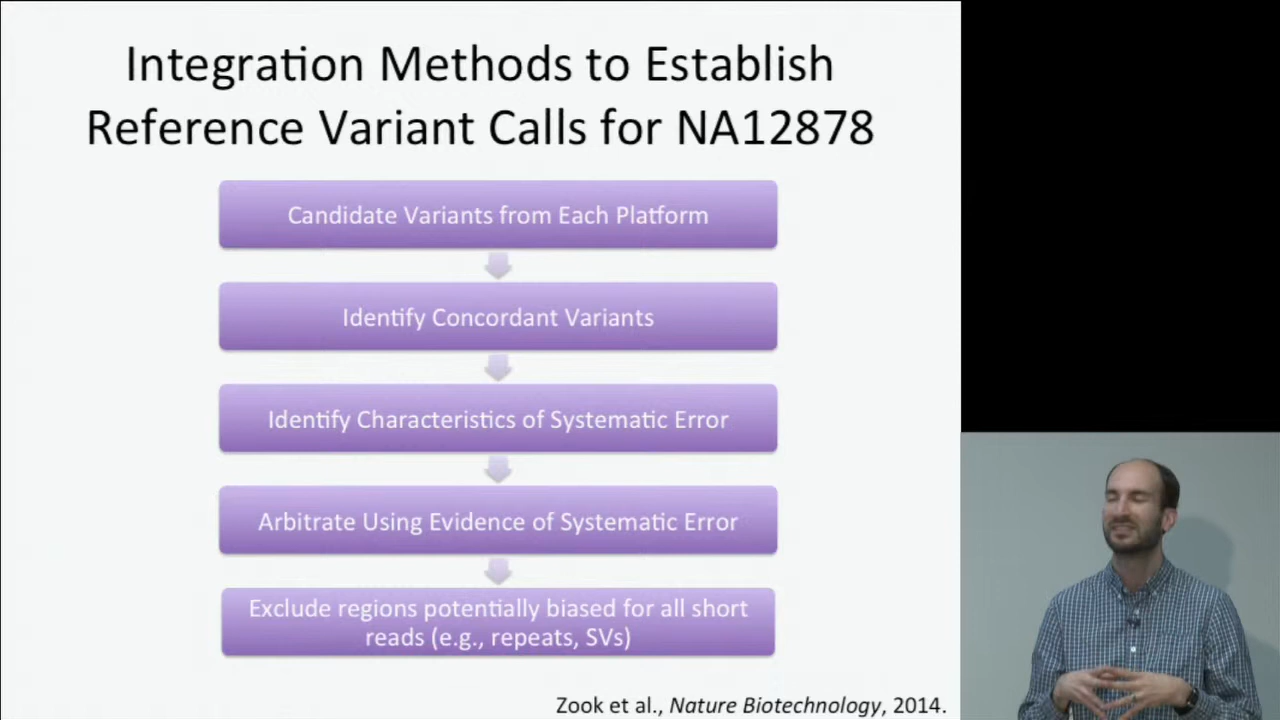 Integration Methods to Establish
Reference Variant Calls for NA12878
Candidate Variants from Each Platform
Identify Concordant Variants
Identify Characteristics of Systematic Error
Arbitrate Using Evidence of Systematic Error
Exclude regions potentially biased for all short
reads (e.g., repeats, SVs)
Zook et al., Nature Biotechnology, 2014.